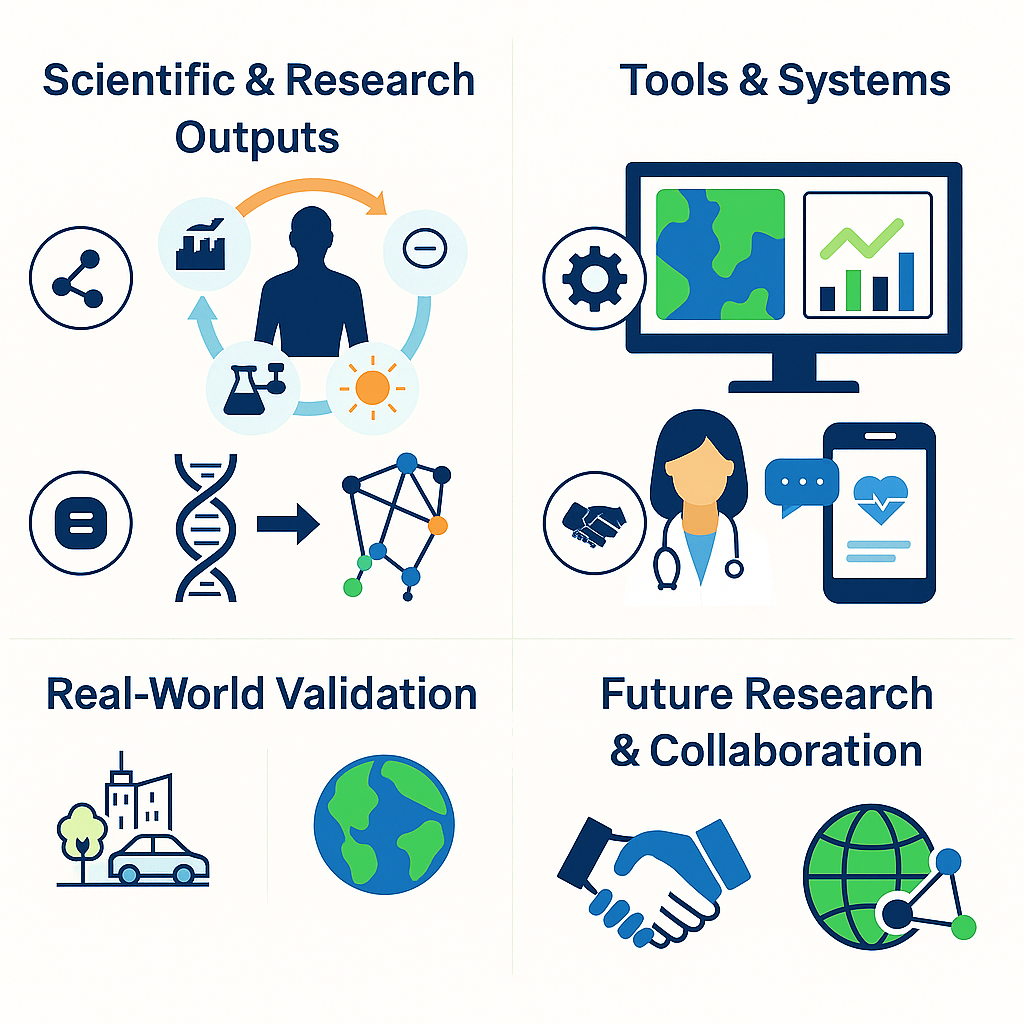 Scientific & Research
Outputs
Tools & Systems
Real-World Validation
Future Research
& Collaboration